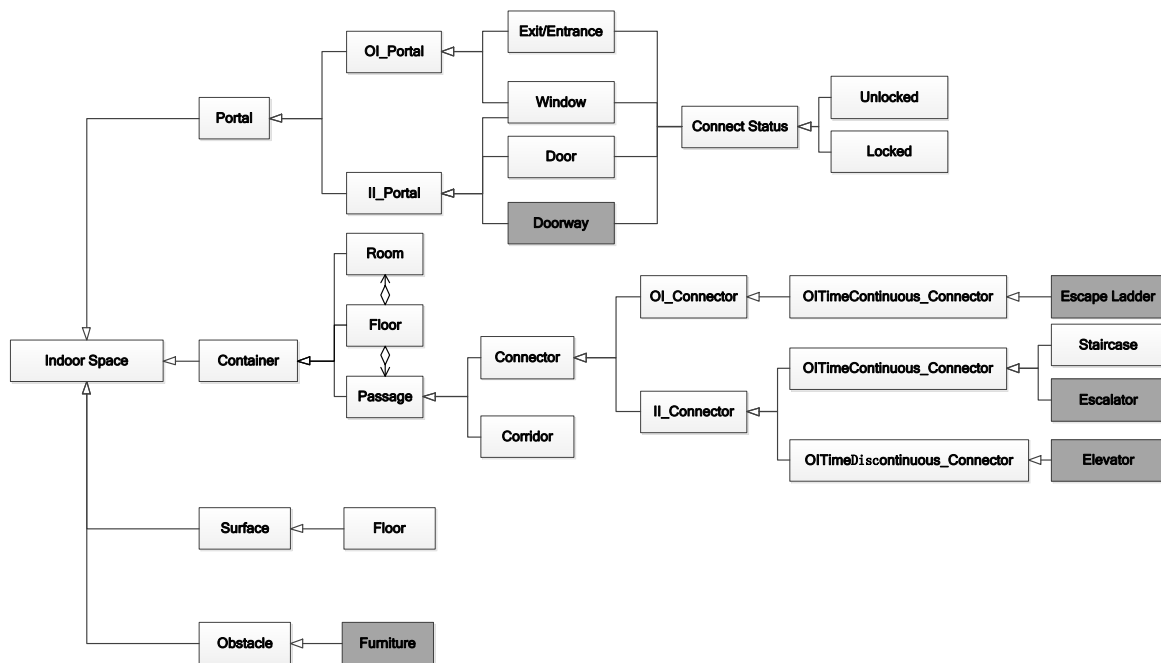 Exit/Entrance
OI_Portal
Unlocked
Window
Portal
Connect Status
Door
Locked
II_Portal
Doorway
Room
OI_Connector
OITimeContinuous_Connector
Escape Ladder
Floor
Staircase
Indoor Space
Container
Connector
OITimeContinuous_Connector
Passage
Escalator
II_Connector
Corridor
OITimeDiscontinuous_Connector
Elevator
Surface
Floor
Obstacle
Furniture